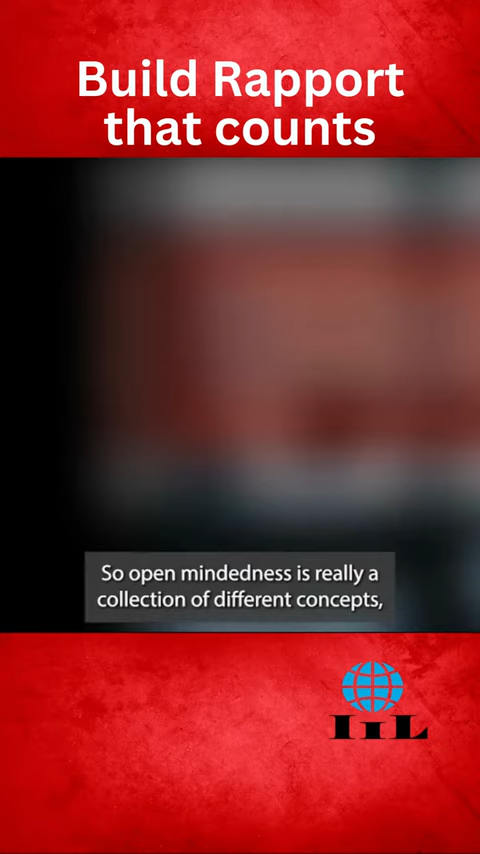 Build Rapport
that counts
So open mindedness is really a
collection of different concepts,
IIL